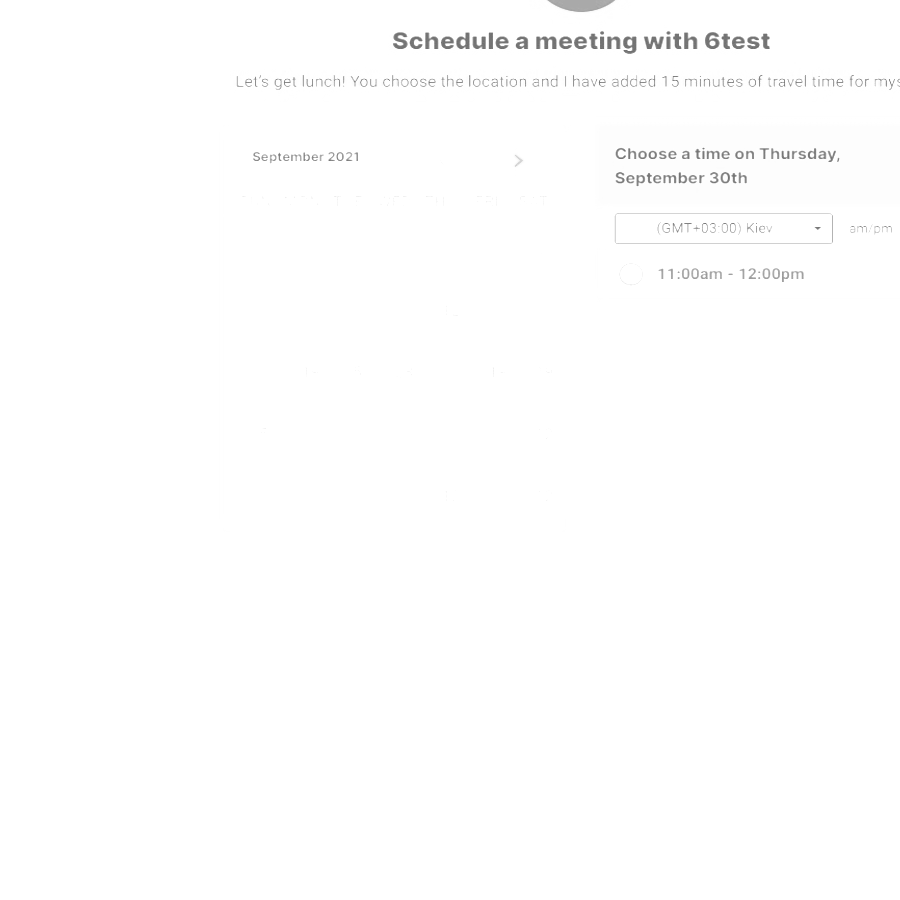 Schedule a meeting with 6test
Let's get lunch! You choose the location and I have added 15 minutes of travel time for mys
September 2021
Choose a time on Thursday,
September 30th
(GMT+03:00) Kiev
am/pm
11:00am - 12:00pm